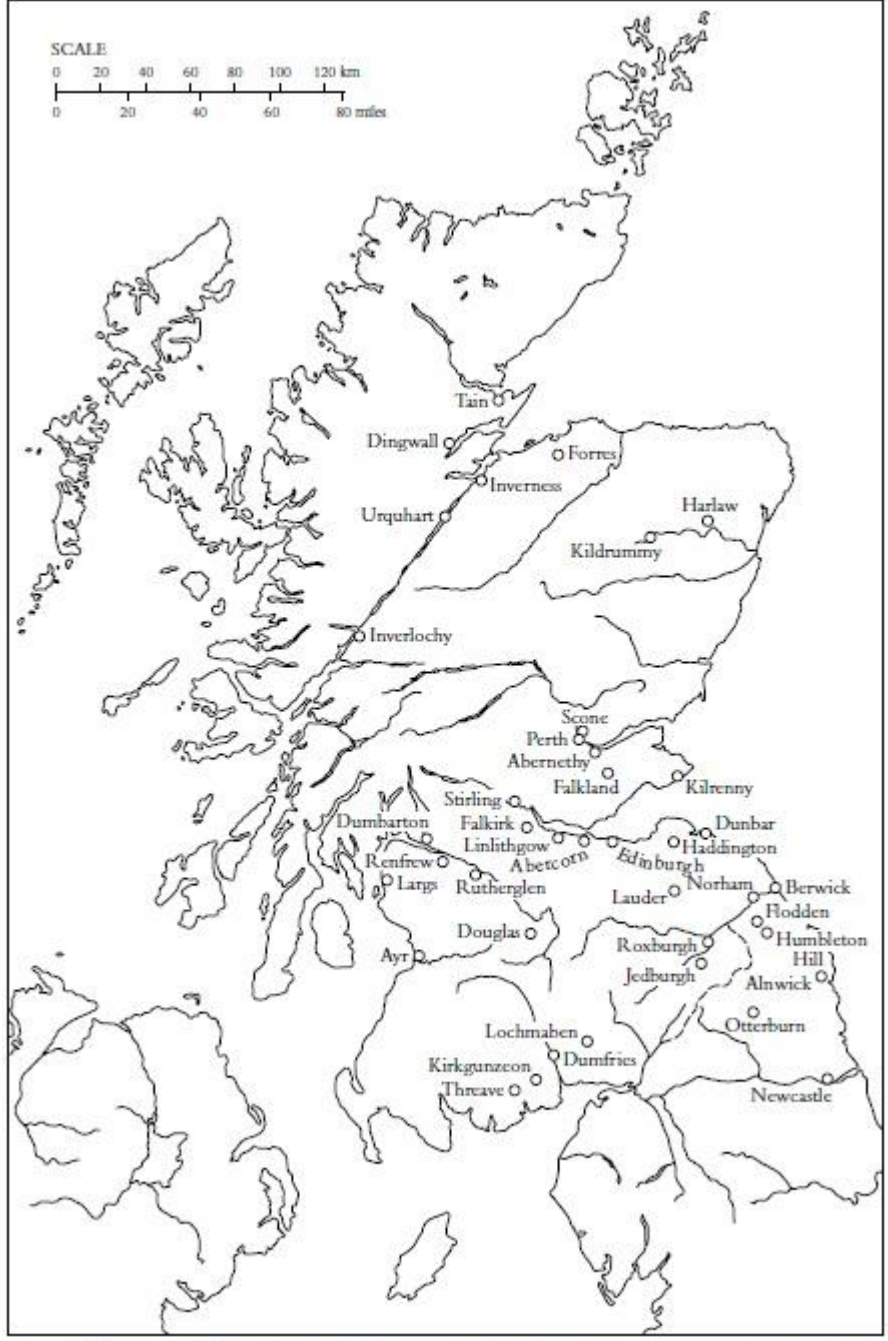 SCALE
0 20 40 60 80 100 120 km
0 20 40 60 80 miles
Tain
Dingwall
Forres
Inverness
Urquhart
Harlaw
Kildrummy
Inverlochy
Scone
Perth
Abernethy
Falkland
Kilrenny
Stirling
Dumbarton
Falkirk
Dunbar
Linlithgow
Haddington
Abercorn
Edinburgh
Renfrew
Largs
Rutherglen
Norham
Berwick
Lauder
Flodden
Douglas
Roxburgh
Humbleton
Hill
Ayr
Jedburgh
Alnwick
Otterburn
Lochmaben
Dumfries
Kirkgunzeon
Threave
Newcastle